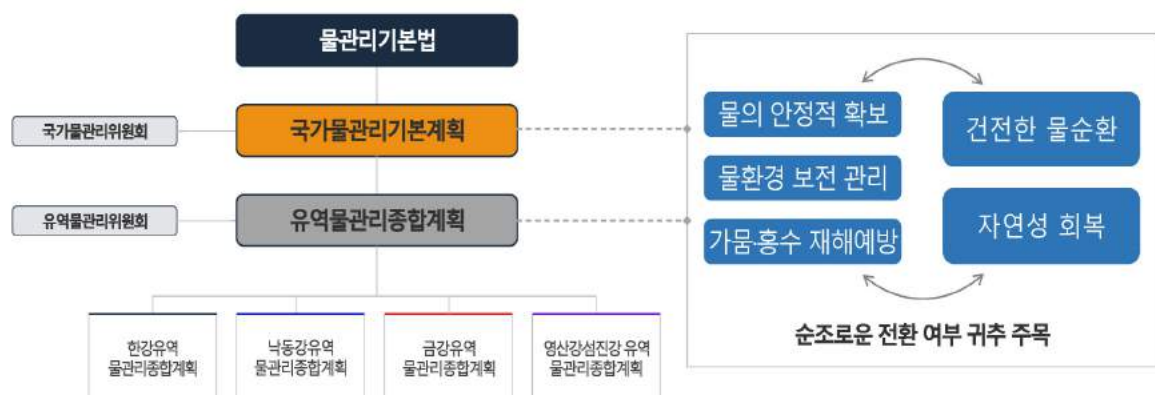 물관리기본법
국가물관리위원회
국가물관리기본계획
유역물관리위원회
유역물관리종합계획
한강유역
물관리종합계획
낙동강유역
물관리종합계획
금강유역
물관리종합계획
영산강섬진강 유역
물관리종합계획
물의 안정적 확보
물환경 보전 관리
가뭄·홍수 재해예방
건전한 물순환
자연성 회복
순조로운 전환 여부 귀추 주목